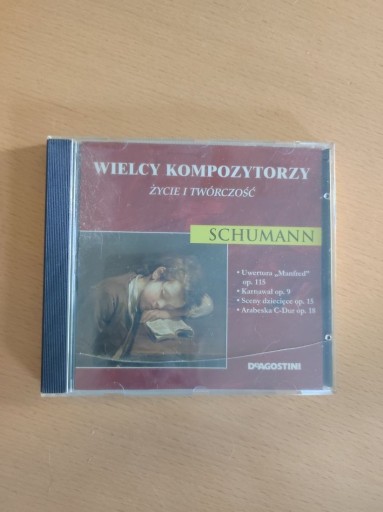 WIELCY KOMPOZYTORZY
ŻYCIE I TWÓRCZOŚĆ
SCHUMANN
• Uwertura „Manfred”
op. 115
• Karnawał op. 9
• Sceny dziecięce op. 15
• Arabeska C-Dur op. 18
DEAGOSTINI